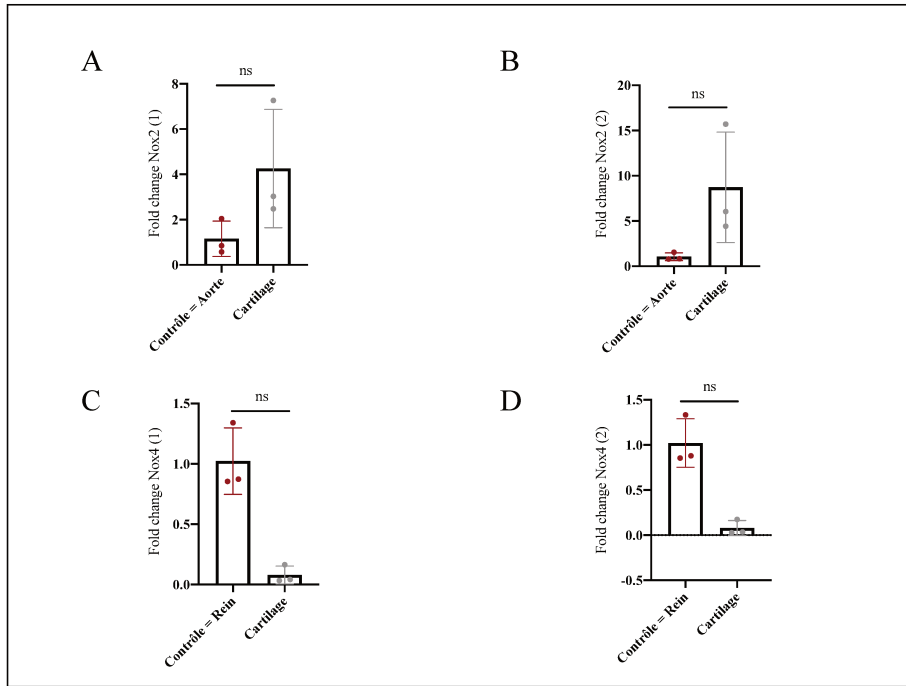 A
ns
Fold change Nox2 (1)
8
6
4
2
0
Contrôle = Aorte
Cartilage
B
ns
Fold change Nox2 (2)
20
15
10
5
0
Contrôle = Aorte
Cartilage
C
ns
Fold change Nox4 (1)
1.5
1.0
0.5
0.0
Contrôle = Rein
Cartilage
D
ns
Fold change Nox4 (2)
1.5
1.0
0.5
0.0
-0.5
Contrôle = Rein
Cartilage